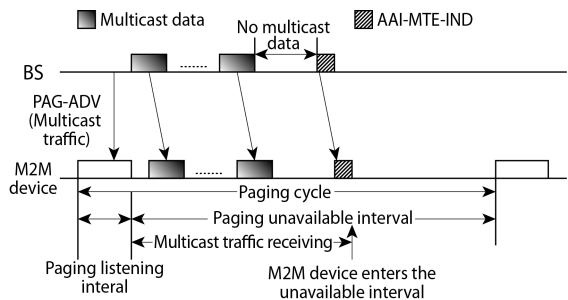 Multicast data
AAI-MTE-IND
No multicast
data
BS
PAG-ADV
(Multicast
traffic)
M2M
device
Paging cycle
Paging unavailable interval
Multicast traffic receiving
Paging listening
interal
M2M device enters the
unavailable interval